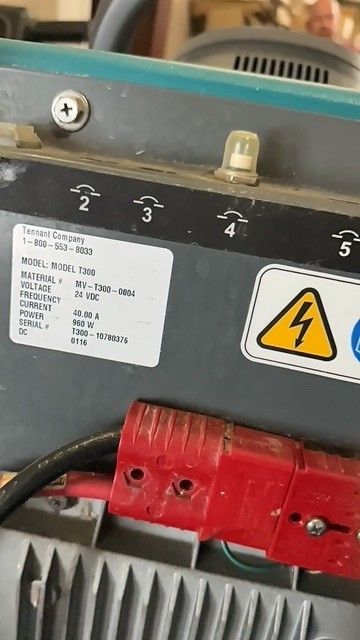 2
3
4
5
Tennant Company
1-800-553-8033
MODEL: MODEL T300
MATERIAL # MV-T300-0004
VOLTAGE 24 VDC
FREQUENCY
CURRENT 40.00 A
POWER 960 W
SERIAL # T300-10780376
DC 0116